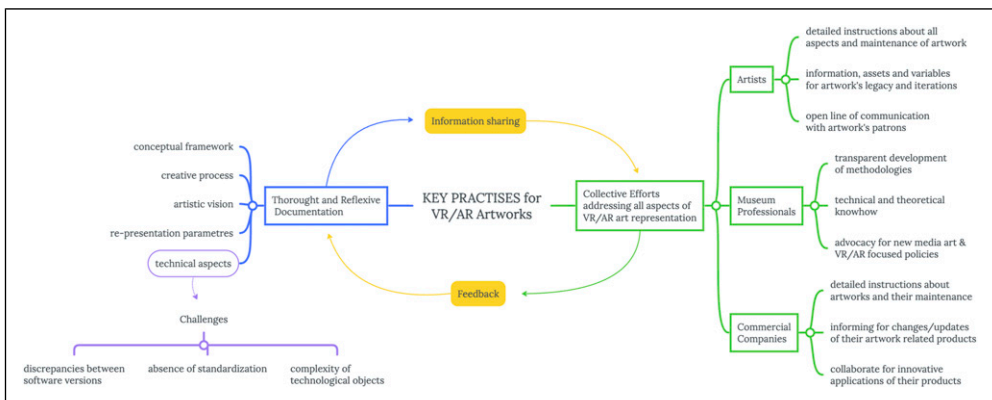 conceptual framework
creative process
artistic vision
re-presentation parametres
technical aspects
Thorought and Reflexive
Documentation
Challenges
discrepancies between
software versions
absence of standardization
complexity of
technological objects
Information sharing
KEY PRACTISES for
VR/AR Artworks
Feedback
Collective Efforts
addressing all aspects of
VR/AR art representation
Artists
detailed instructions about all
aspects and maintenance of artwork
information, assets and variables
for artwork's legacy and iterations
open line of communication
with artwork's patrons
Museum
Professionals
transparent development
of methodologies
technical and theoretical
knowhow
advocacy for new media art &
VR/AR focused policies
Commercial
Companies
detailed instructions about
artworks and their maintenance
informing for changes/updates
of their artwork related products
collaborate for innovative
applications of their products